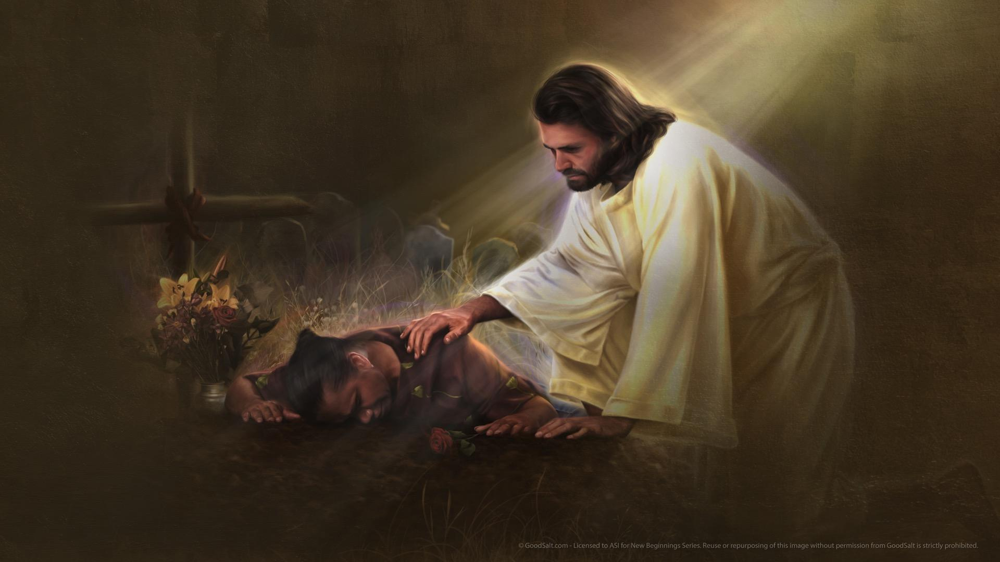 © GoodSalt.com - Licensed to ASI for New Beginnings Series. Reuse or repurposing of this image without permission from GoodSalt is strictly prohibited.